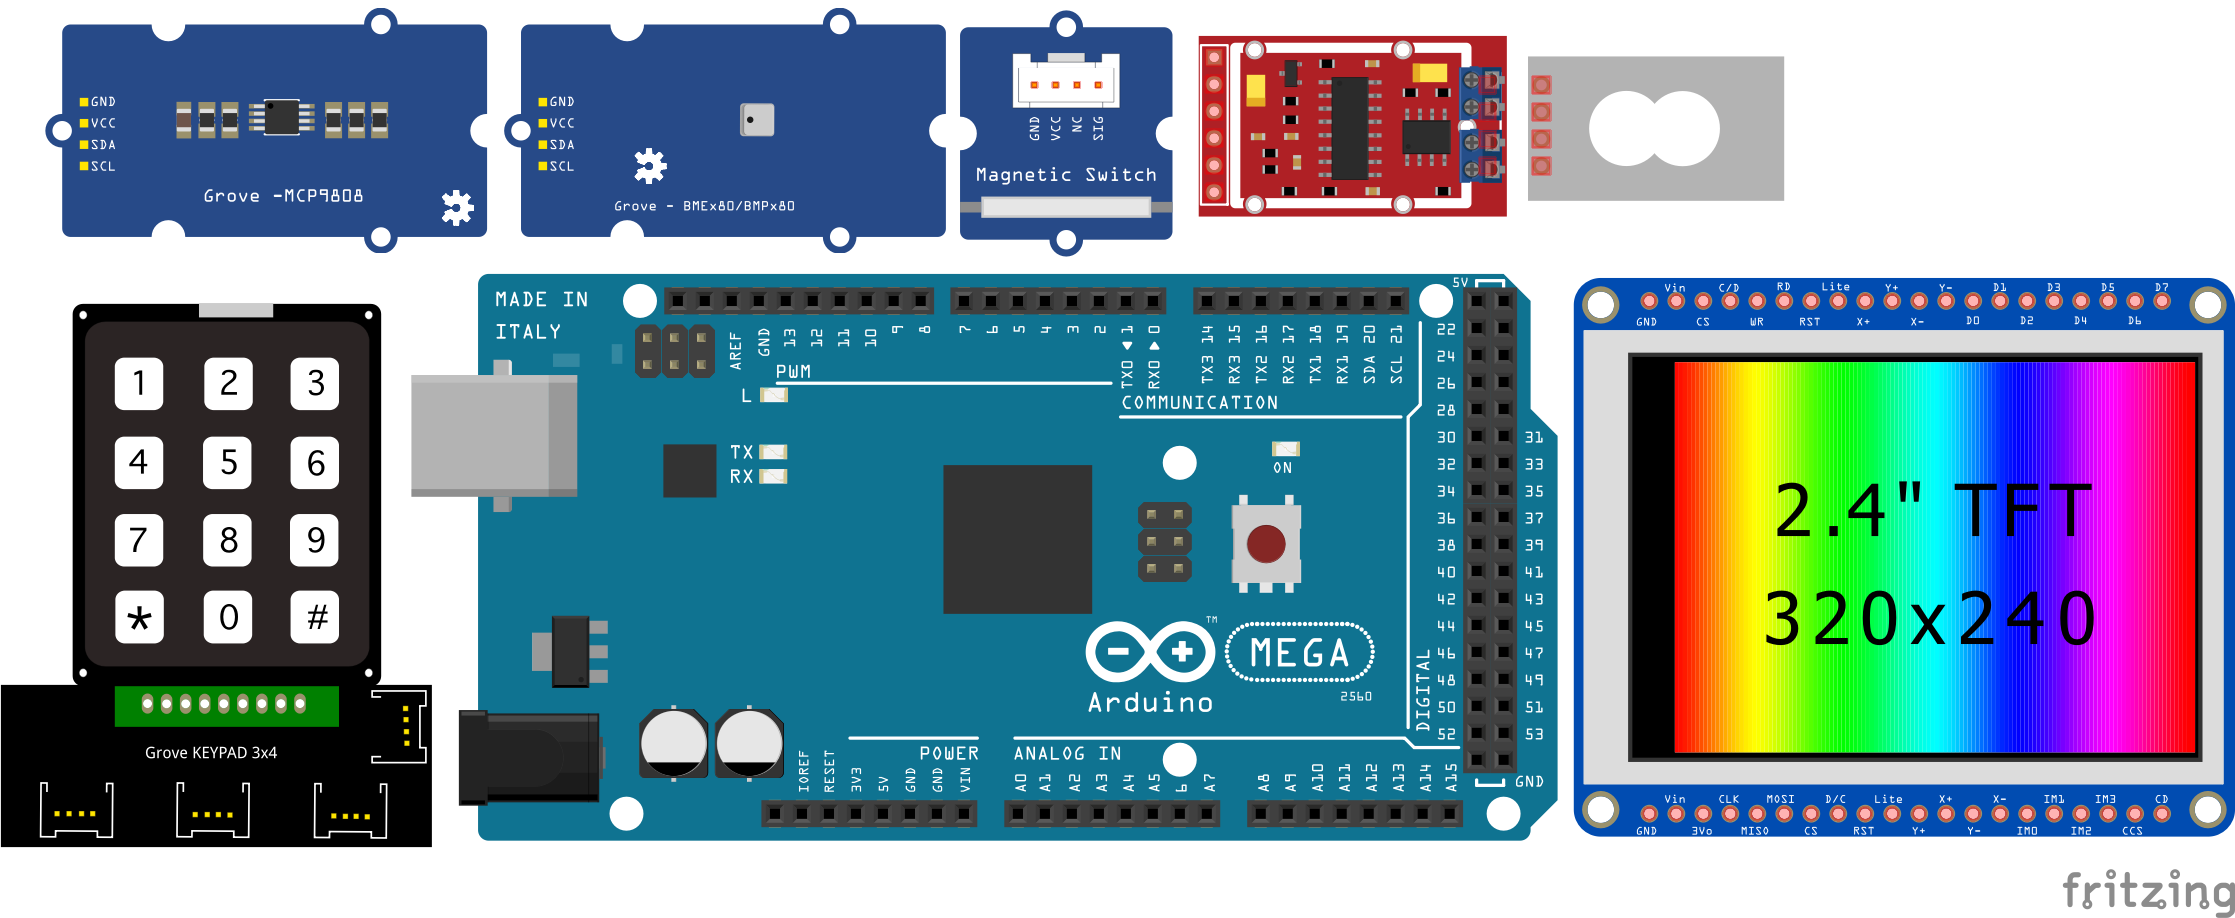 GND
VCC
SDA
SCL
Grove -MCP9808
GND
VCC
SDA
SCL
Grove - BMEx80/BMPx80
GND VCC NC SIG
Magnetic Switch
1 2 3
4 5 6
7 8 9
* 0 #
Grove KEYPAD 3x4
MADE IN
ITALY
AREF GND 13 12 11 10 9 8
7 6 5 4 3 2 TX0 1 RX0 0
TX3 14 RX3 15 TX2 16 RX2 17 TX1 18 RX1 19 SDA 20 SCL 21
PWM
L
COMMUNICATION
TX
RX
ON
5V
22
24
26
28
30 31
32 33
34 35
36 37
38 39
40 41
42 43
44 45
46 47
48 49
50 51
52 53
GND
DIGITAL
MEGA
TM
2560
Arduino
POWER
ANALOG IN
IOREF RESET 3V3 5V GND GND VIN
A0 A1 A2 A3 A4 A5 6 A7
A8 A9 A10 A11 A12 A13 A14 A15
Vin C/D RD Lite Y+ Y- D1 D3 D5 D7
GND CS WR RST X+ X- D0 D2 D4 D6
2.4" TFT
320x240
Vin CLK MOSI D/C Lite X+ X- IM1 IM3 CD
GND 3Vo MISO CS RST Y+ Y- IM0 IM2 CCS
fritzing